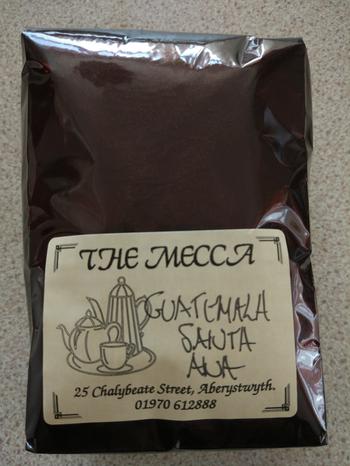 THE MECCA
GUATEMALA
SANTA
ANA
25 Chalybeate Street, Aberystwyth.
01970 612888